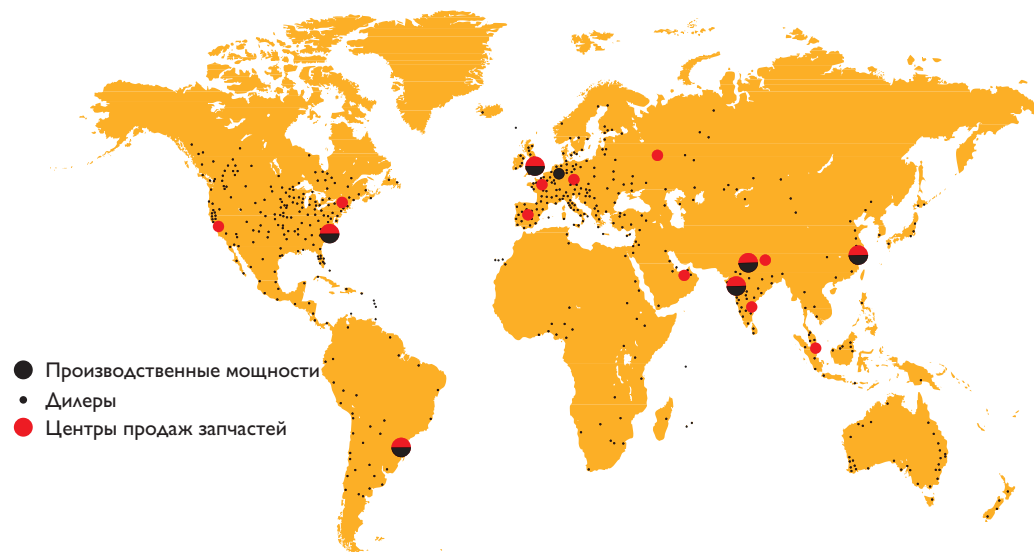 Производственные мощности
Дилеры
Центры продаж запчастей